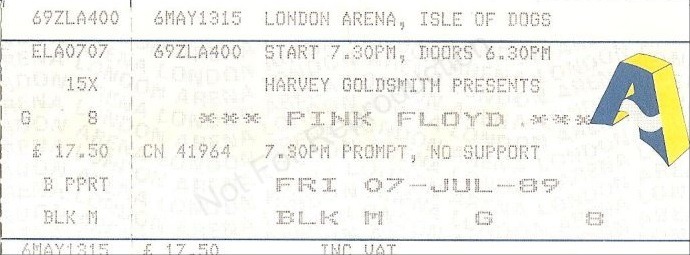 69ZLA400 6MAY1315 LONDON ARENA, ISLE OF DOGS
ELA0707 69ZLA400 START 7.30PM, DOORS 6.30PM
15X HARVEY GOLDSMITH PRESENTS
G 8 *** PINK FLOYD ***
£ 17.50 CN 41964 7.30PM PROMPT, NO SUPPORT
B PPRT FRI 07-JUL-89
BLK M BLK M G 8
6MAY1315 £ 17.50 INC VAT